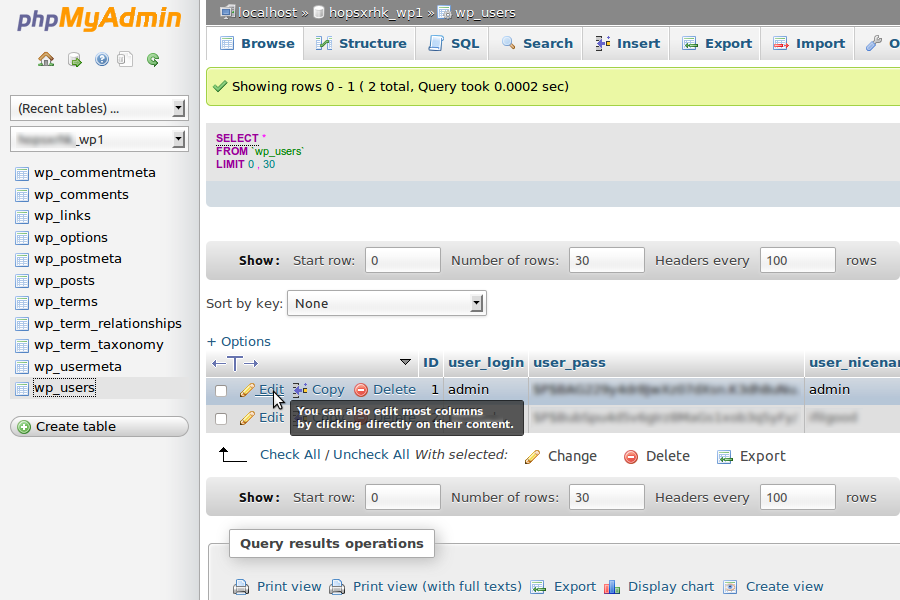 phpMyAdmin
localhost » hopsxrhk_wp1 » wp_users
Browse Structure SQL Search Insert Export Import O
(Recent tables) ...
_wp1
wp_commentmeta
wp_comments
wp_links
wp_options
wp_postmeta
wp_posts
wp_terms
wp_term_relationships
wp_term_taxonomy
wp_usermeta
wp_users
Create table
Showing rows 0 - 1 ( 2 total, Query took 0.0002 sec)
SELECT *
FROM `wp_users`
LIMIT 0 , 30
Show: Start row: 0 Number of rows: 30 Headers every 100 rows
Sort by key: None
+ Options
←T→ ID user_login user_pass user_nicenam
Edit Copy Delete 1 admin admin
Edit
You can also edit most columns
by clicking directly on their content.
Check All / Uncheck All With selected: Change Delete Export
Show: Start row: 0 Number of rows: 30 Headers every 100 rows
Query results operations
Print view Print view (with full texts) Export Display chart Create view